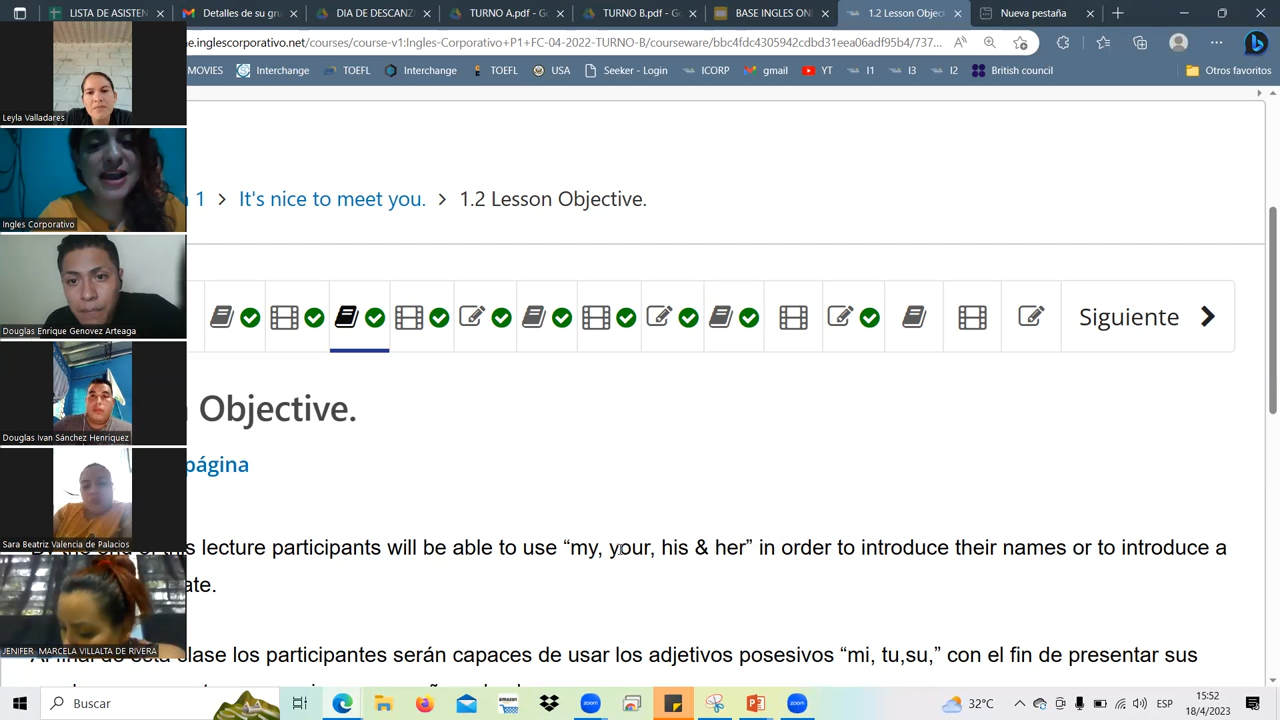 LISTA DE ASISTEN
Detalles de su gru
DIA DE DESCANZ
TURNO A.pdf - G
TURNO B.pdf - Go
BASE INGLES
1.2 Lesson Object
Nueva pestaña
e.inglescorporativo.net/courses/course-v1:Ingles-Corporativo+P1+FC-04-2022-TURNO-B/courseware/bbc4fdc4305942cdbd31eea06adf95b4/737...
MOVIES
Interchange
TOEFL
Interchange
TOEFL
USA
Seeker - Login
ICORP
gmail
YT
I1
I3
I2
British council
Otros favoritos
Leyla Valladares
Ingles Corporativo
Douglas Enrique Genovez Arteaga
Douglas Ivan Sánchez Henríquez
Sara Beatriz Valencia de Palacios
JENIFER MARCELA VILLALTA DE RIVERA
1 > It's nice to meet you. > 1.2 Lesson Objective.
Siguiente
Objective.
página
this lecture participants will be able to use “my, your, his & her” in order to introduce their names or to introduce a
ate.
clase los participantes serán capaces de usar los adjetivos posesivos “mi, tu,su,” con el fin de presentar sus
Buscar
32°C
ESP
15:52
18/4/2023